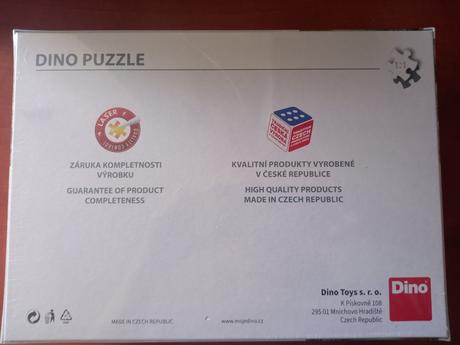 DINO PUZZLE
LASER
ZÁRUKA KOMPLETNOSTI
VÝROBKU
GUARANTEE OF PRODUCT
COMPLETENESS
KVALITNÍ PRODUKTY VYROBENÉ
V ČESKÉ REPUBLICE
HIGH QUALITY PRODUCTS
MADE IN CZECH REPUBLIC
Dino Toys s. r. o.
K Pískovně 108
295 01 Mnichovo Hradiště
Czech Republic
Dino
MADE IN CZECH REPUBLIC
www.mojedino.cz